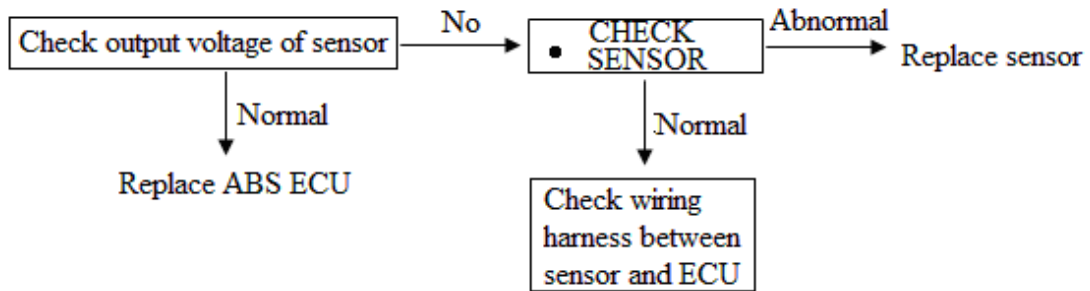 Check output voltage of sensor
No
• CHECK
SENSOR
Abnormal
Replace sensor
Normal
Replace ABS ECU
Normal
Check wiring
harness between
sensor and ECU